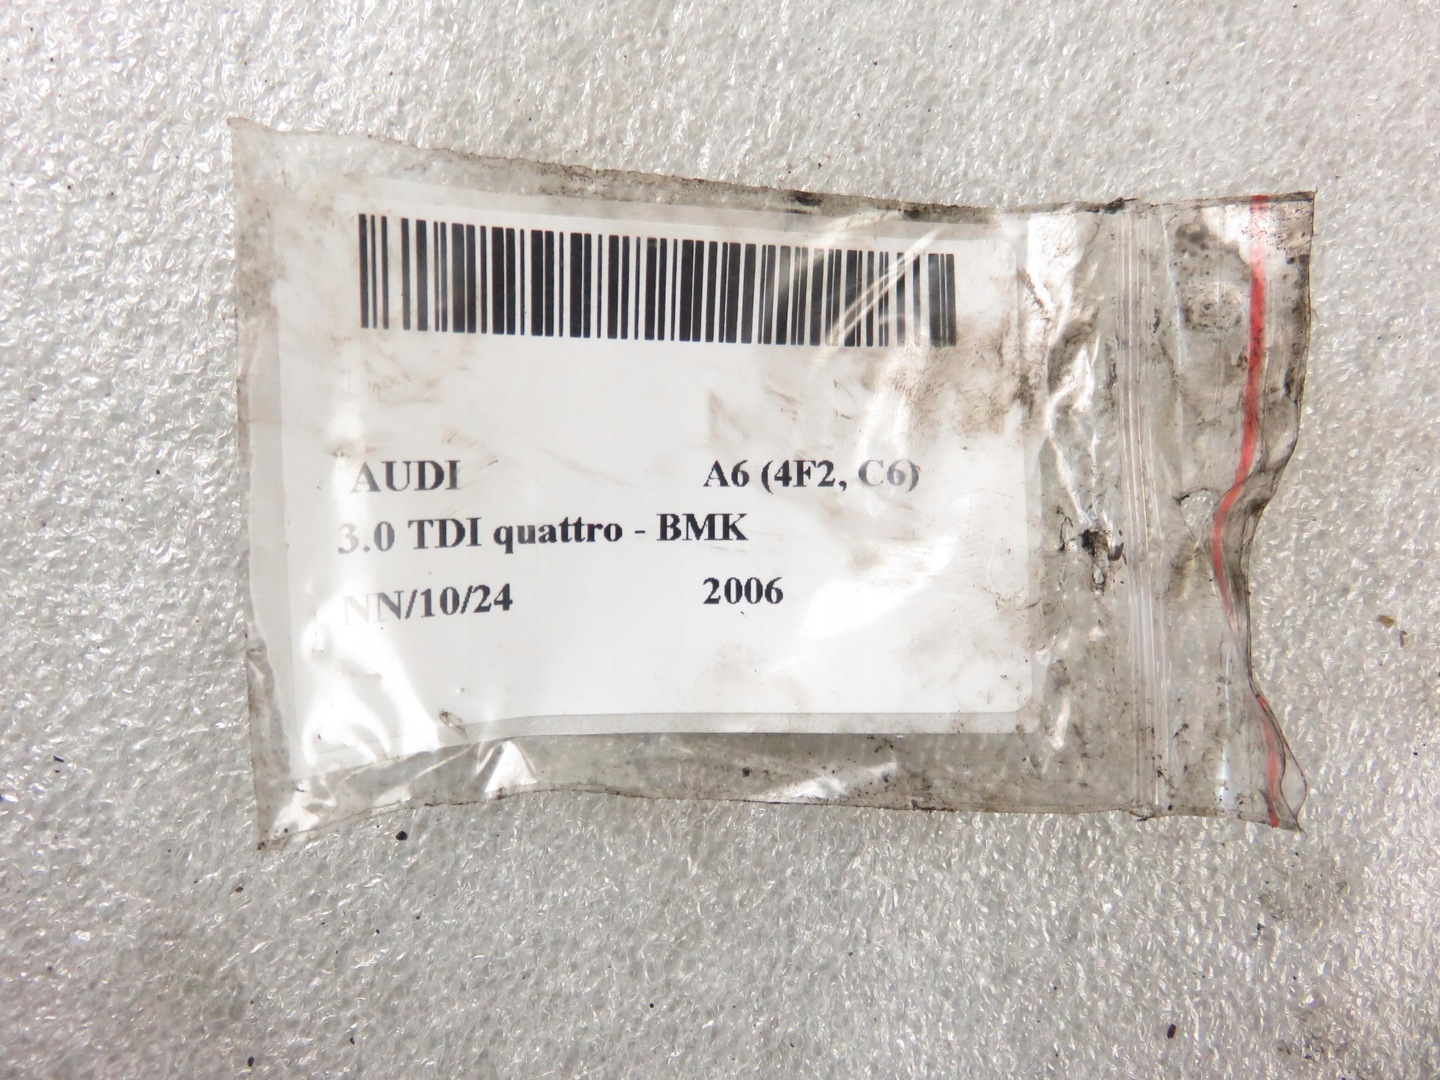 AUDI A6 (4F2, C6)
3.0 TDI quattro - BMK
NN/10/24 2006